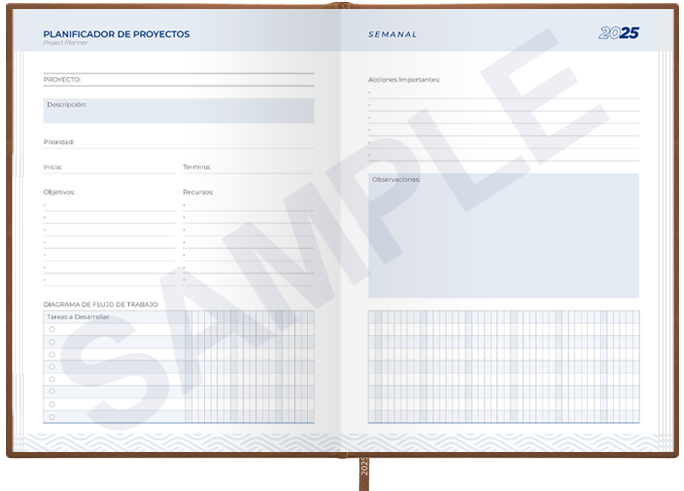 PLANIFICADOR DE PROYECTOS
Project Planner
PROYECTO:
Descripción:
Prioridad:
Inicia:
Termina:
Objetivos:
Recursos:
DIAGRAMA DE FLUJO DE TRABAJO
Tareas a Desarrollar
SEMANAL
2025
Acciones Importantes:
Observaciones:
SAMPLE
2025